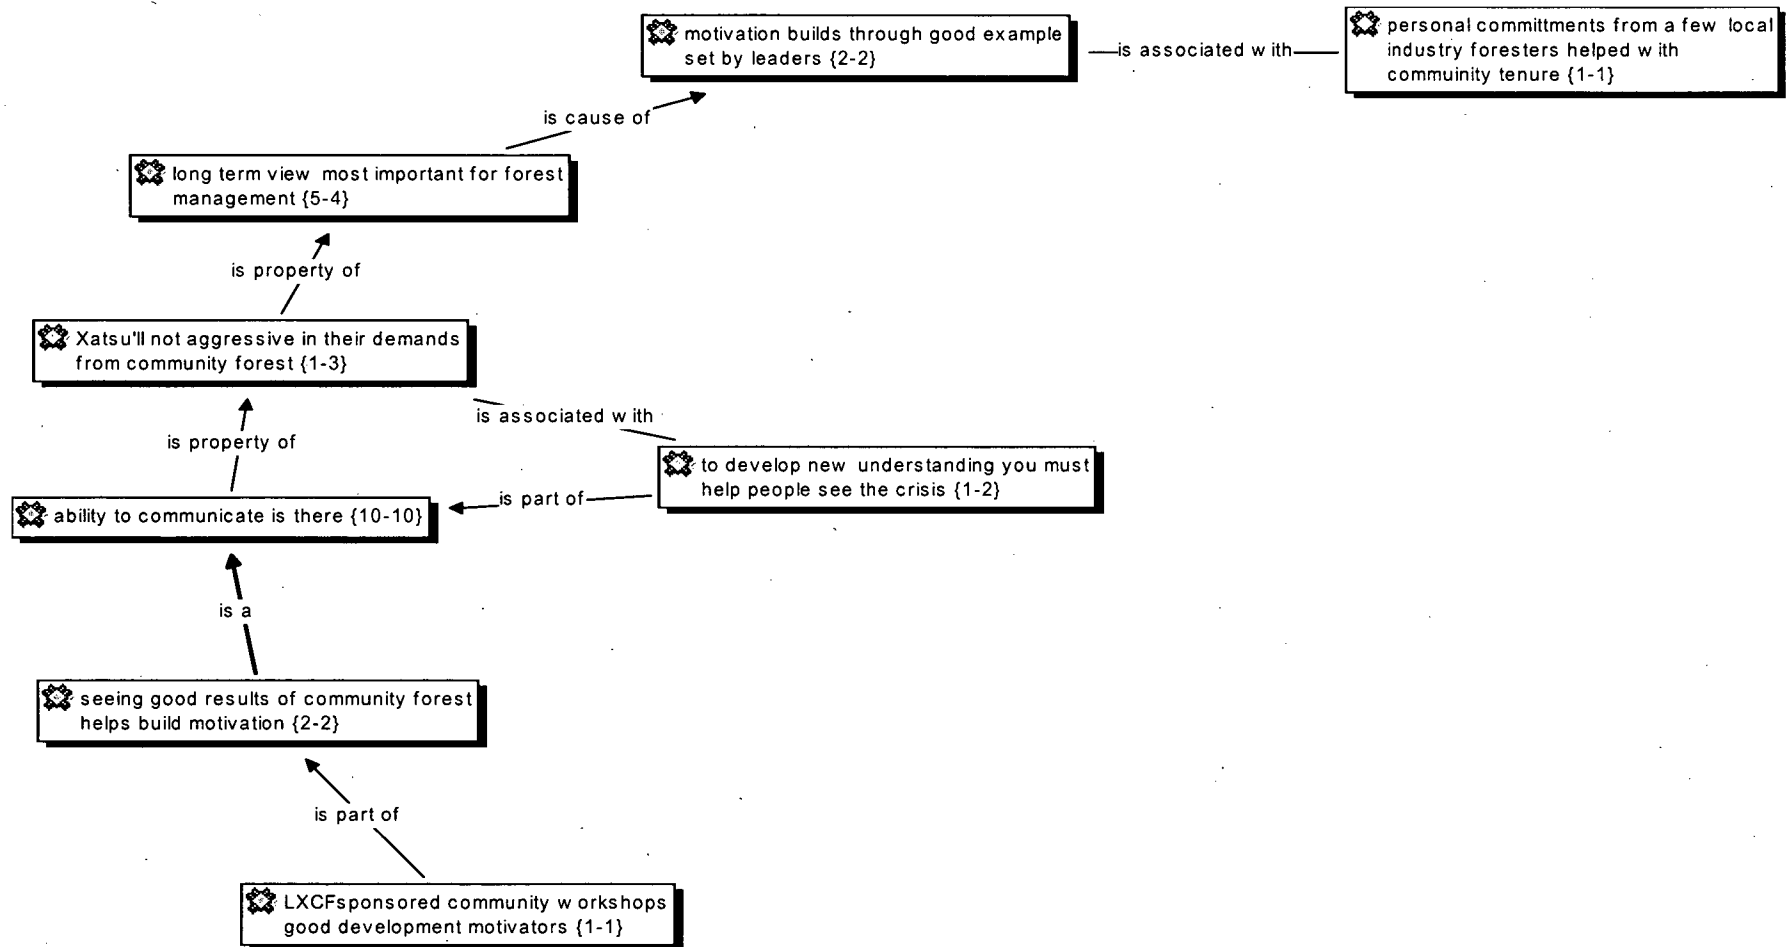 motivation builds through good example
set by leaders {2-2}
is associated with
personal committments from a few local
industry foresters helped with
commuinity tenure {1-1}
is cause of
long term view most important for forest
management {5-4}
is property of
Xatsu'll not aggressive in their demands
from community forest {1-3}
is associated with
is property of
to develop new understanding you must
help people see the crisis {1-2}
is part of
ability to communicate is there {10-10}
is a
seeing good results of community forest
helps build motivation {2-2}
is part of
LXCFsponsored community workshops
good development motivators {1-1}